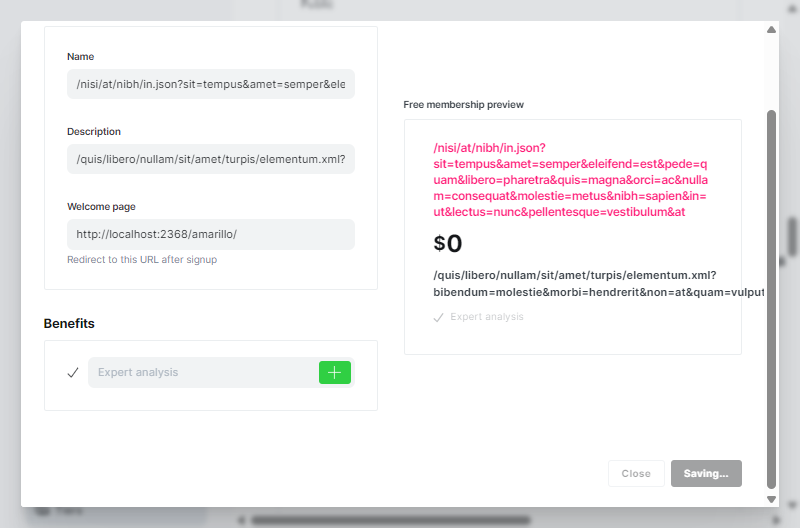 Name
/nisi/at/nibh/in.json?sit=tempus&amet=semper&ele
Description
/quis/libero/nullam/sit/amet/turpis/elementum.xml?
Welcome page
http://localhost:2368/amarillo/
Redirect to this URL after signup
Benefits
Expert analysis
Free membership preview
/nisi/at/nibh/in.json?
sit=tempus&amet=semper&eleifend=est&pede=q
uam&libero=pharetra&quis=magna&orci=ac&nulla
m=consequat&molestie=metus&nibh=sapien&in=
ut&lectus=nunc&pellentesque=vestibulum&at
$0
/quis/libero/nullam/sit/amet/turpis/elementum.xml?
bibendum=molestie&morbi=hendrerit&non=at&quam=vulput
Expert analysis
Close
Saving...